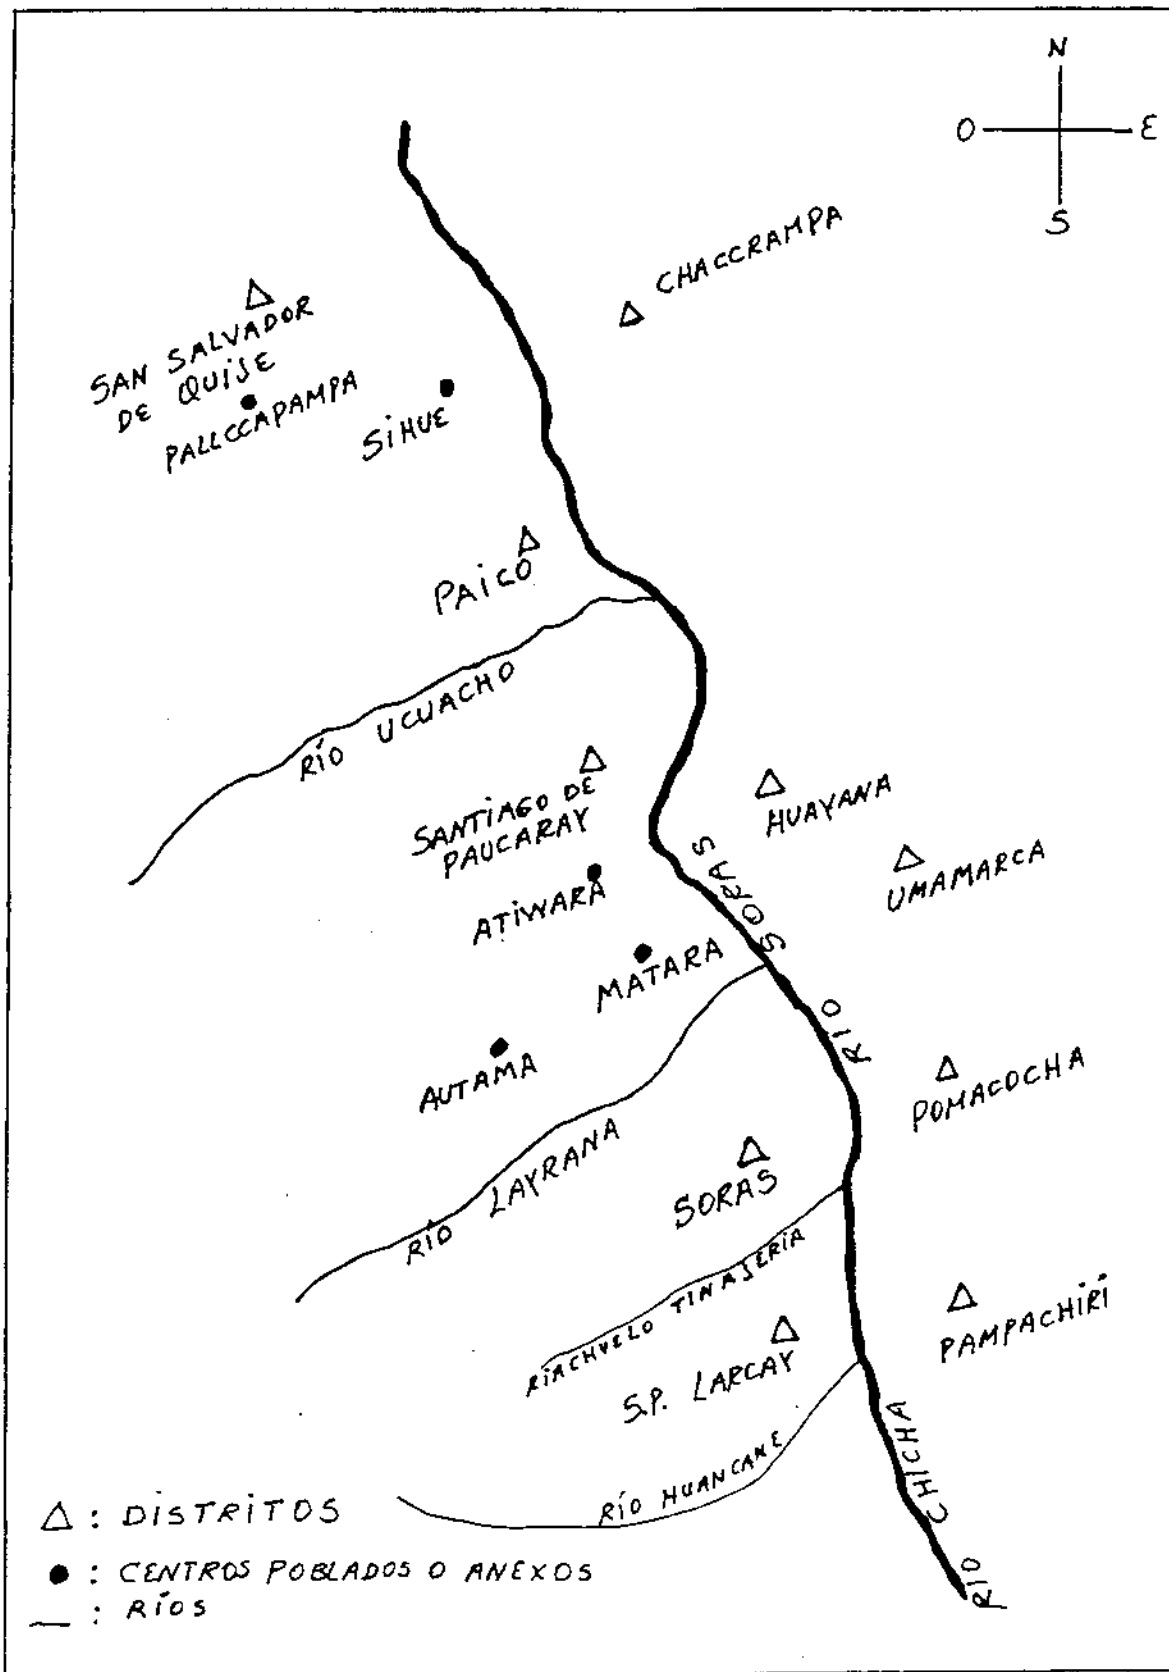 N
O E
S
CHACCRAMPA
SAN SALVADOR
DE QUISE
PALLCCAPAMPA
SIHUE
PAICO
RÍO UCUACHO
SANTIAGO DE
PAUCARAY
HUAYANA
UMAMARCA
ATIWARA
MATARA
RÍO SORAS
AUTAMA
POMACOCHA
RÍO LAYRANA
SORAS
RIACHUELO TINAJERIA
PAMPACHIRI
S.P. LARCAY
RÍO HUANCANE
RÍO CHICHA
△ : DISTRITOS
● : CENTROS POBLADOS O ANEXOS
— : RÍOS